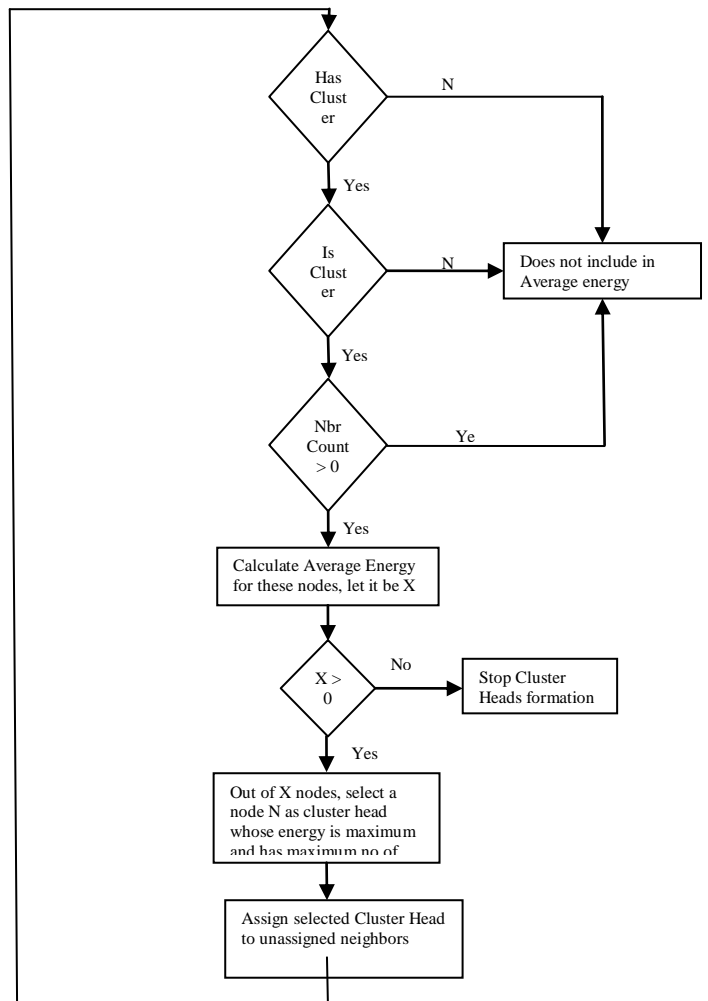 Has
Clust
er
N
Yes
Is
Clust
er
N
Does not include in
Average energy
Yes
Nbr
Count
> 0
Ye
Yes
Calculate Average Energy
for these nodes, let it be X
X >
0
No
Stop Cluster
Heads formation
Yes
Out of X nodes, select a
node N as cluster head
whose energy is maximum
and has maximum no of
Assign selected Cluster Head
to unassigned neighbors